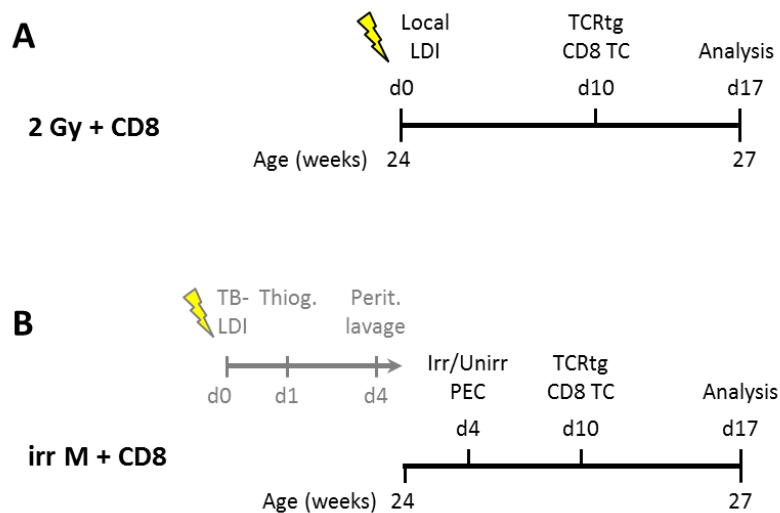 A
Local TCRtg
LDI CD8 TC Analysis
d0 d10 d17
2 Gy + CD8
Age (weeks) 24 27
B
TB- Thiog. Perit.
LDI lavage
Irr/Unirr TCRtg
d0 d1 d4 PEC CD8 TC Analysis
d4 d10 d17
irr M + CD8
Age (weeks) 24 27